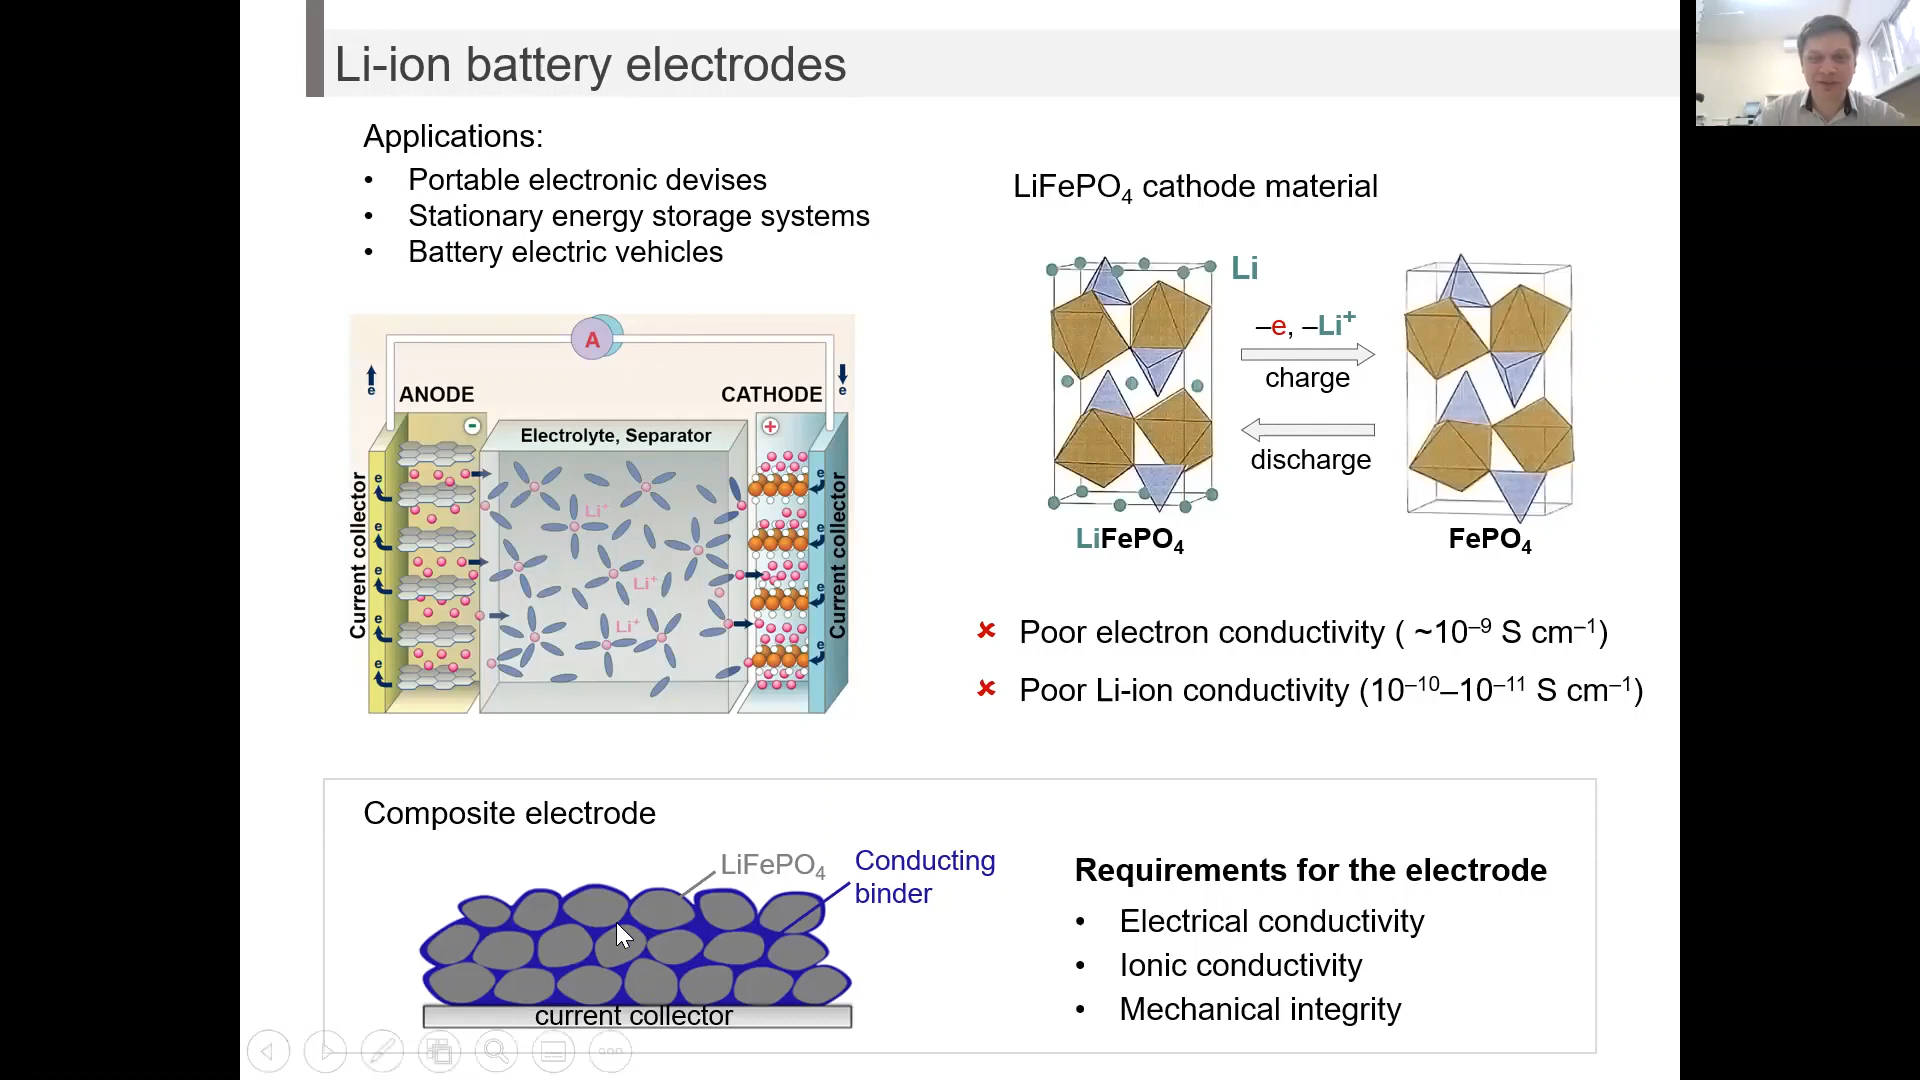 Li-ion battery electrodes
Applications:
• Portable electronic devises
• Stationary energy storage systems
• Battery electric vehicles
A
e
e
ANODE
CATHODE
-
+
Electrolyte, Separator
Current collector
e
e
e
e
e
Li⁺
Li⁺
Li⁺
e
e
e
e
Current collector
LiFePO₄ cathode material
Li
–e, –Li⁺
charge
discharge
LiFePO₄
FePO₄
✘ Poor electron conductivity ( ~10⁻⁹ S cm⁻¹)
✘ Poor Li-ion conductivity (10⁻¹⁰–10⁻¹¹ S cm⁻¹)
Composite electrode
LiFePO₄
Conducting
binder
current collector
Requirements for the electrode
• Electrical conductivity
• Ionic conductivity
• Mechanical integrity